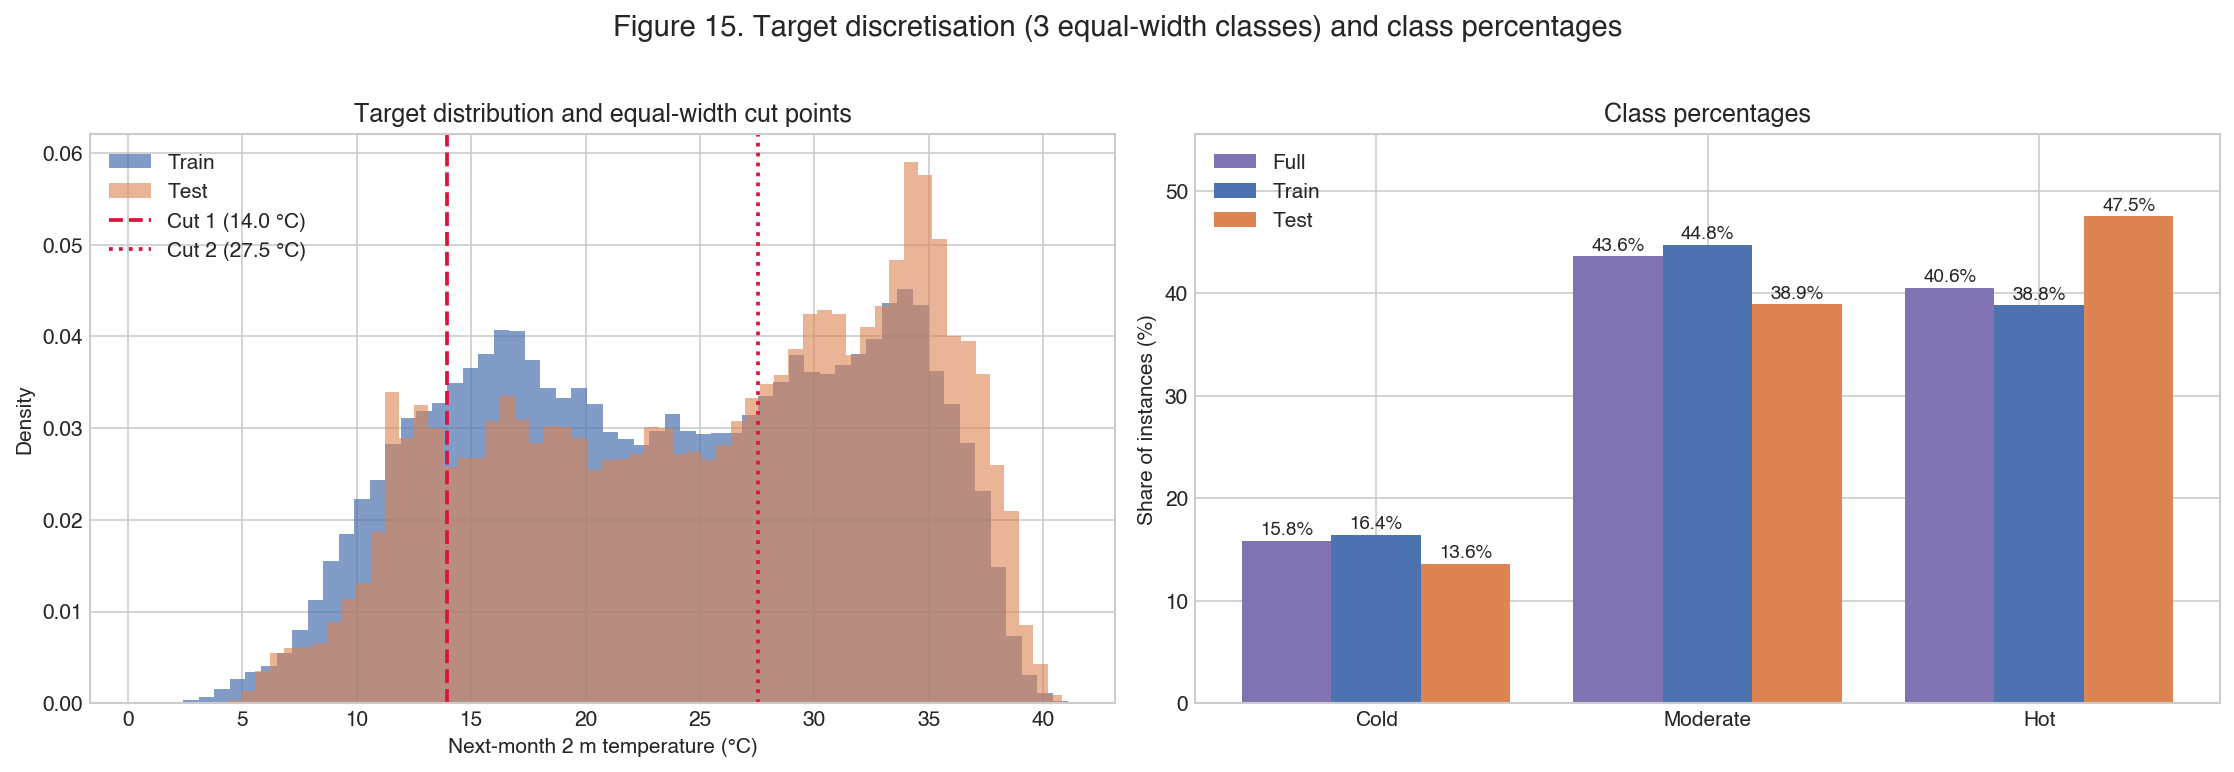 Figure 15. Target discretisation (3 equal-width classes) and class percentages
Target distribution and equal-width cut points
Train
Test
Cut 1 (14.0 °C)
Cut 2 (27.5 °C)
Density
0.06
0.05
0.04
0.03
0.02
0.01
0.00
0 5 10 15 20 25 30 35 40
Next-month 2 m temperature (°C)
Class percentages
Full
Train
Test
Share of instances (%)
50
40
30
20
10
0
15.8% 16.4% 13.6%
43.6% 44.8% 38.9%
40.6% 38.8% 47.5%
Cold Moderate Hot